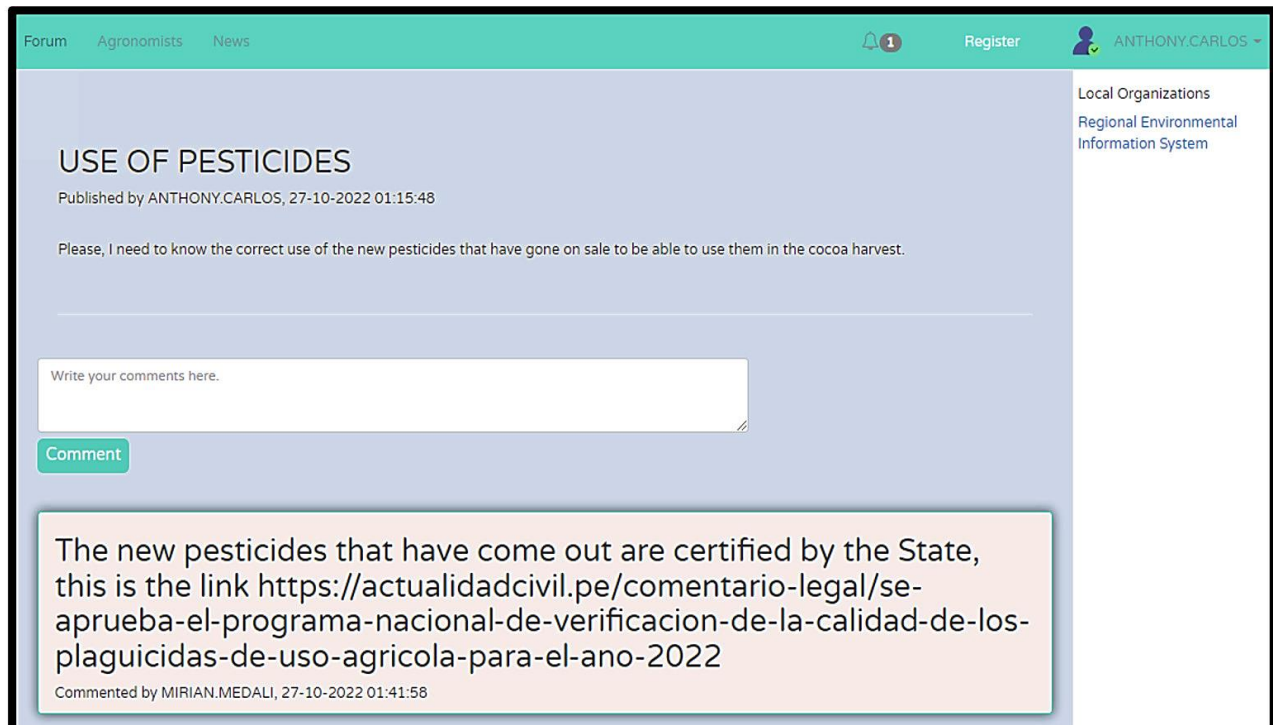 Forum Agronomists News 1 Register ANTHONY.CARLOS
Local Organizations
Regional Environmental
Information System
USE OF PESTICIDES
Published by ANTHONY.CARLOS, 27-10-2022 01:15:48
Please, I need to know the correct use of the new pesticides that have gone on sale to be able to use them in the cocoa harvest.
Write your comments here.
Comment
The new pesticides that have come out are certified by the State,
this is the link https://actualidadcivil.pe/comentario-legal/se-
aprueba-el-programa-nacional-de-verificacion-de-la-calidad-de-los-
plaguicidas-de-uso-agricola-para-el-ano-2022
Commented by MIRIAN.MEDALI, 27-10-2022 01:41:58